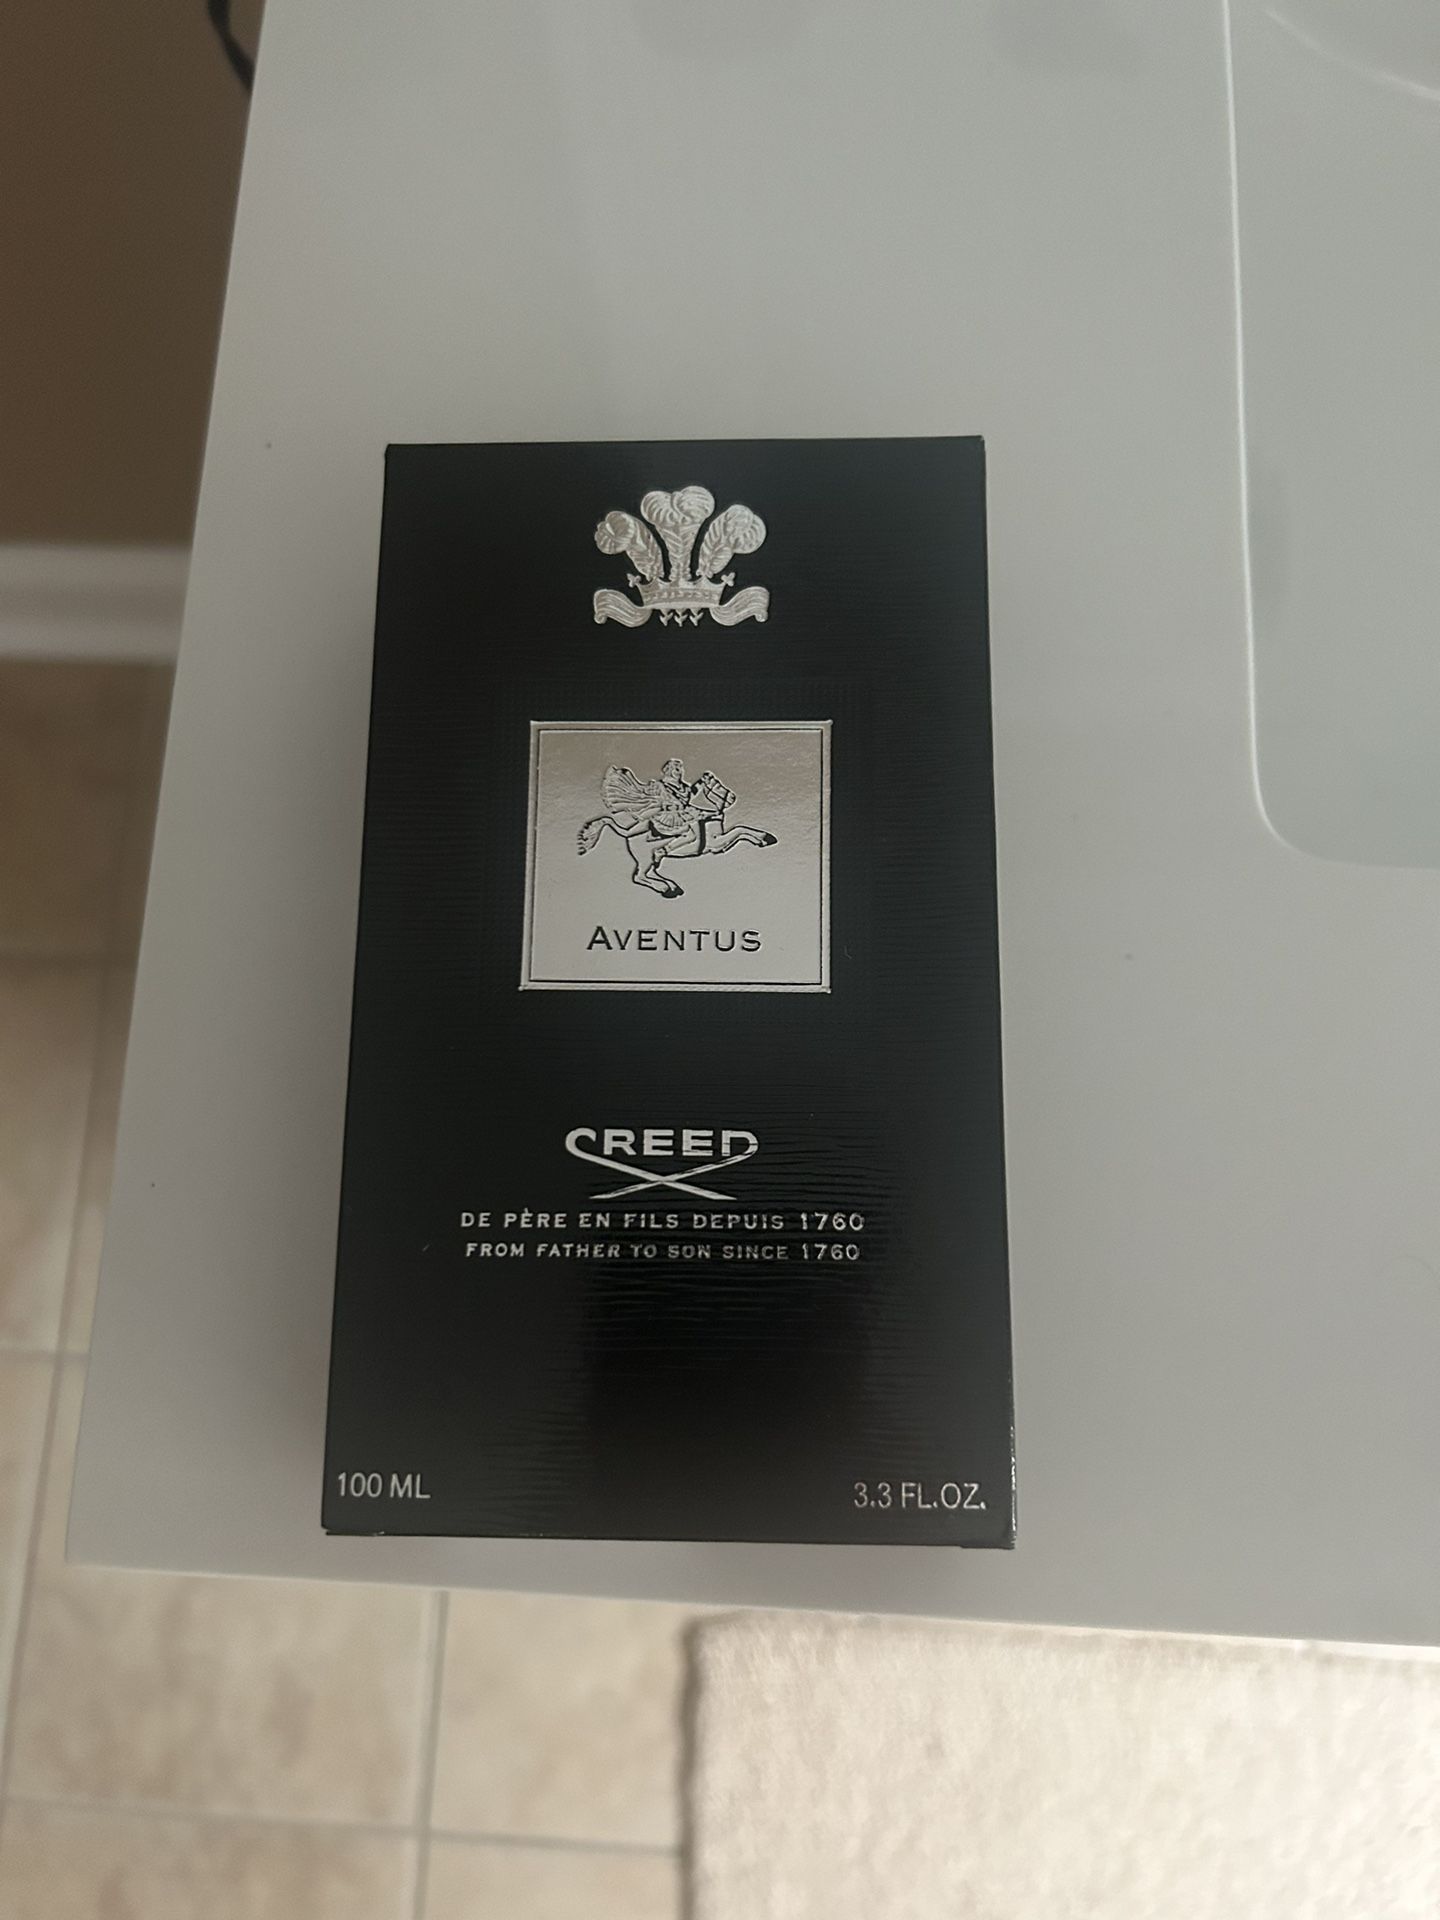 AVENTUS
CREED
DE PÈRE EN FILS DEPUIS 1760
FROM FATHER TO SON SINCE 1760
100 ML
3.3 FL.OZ.